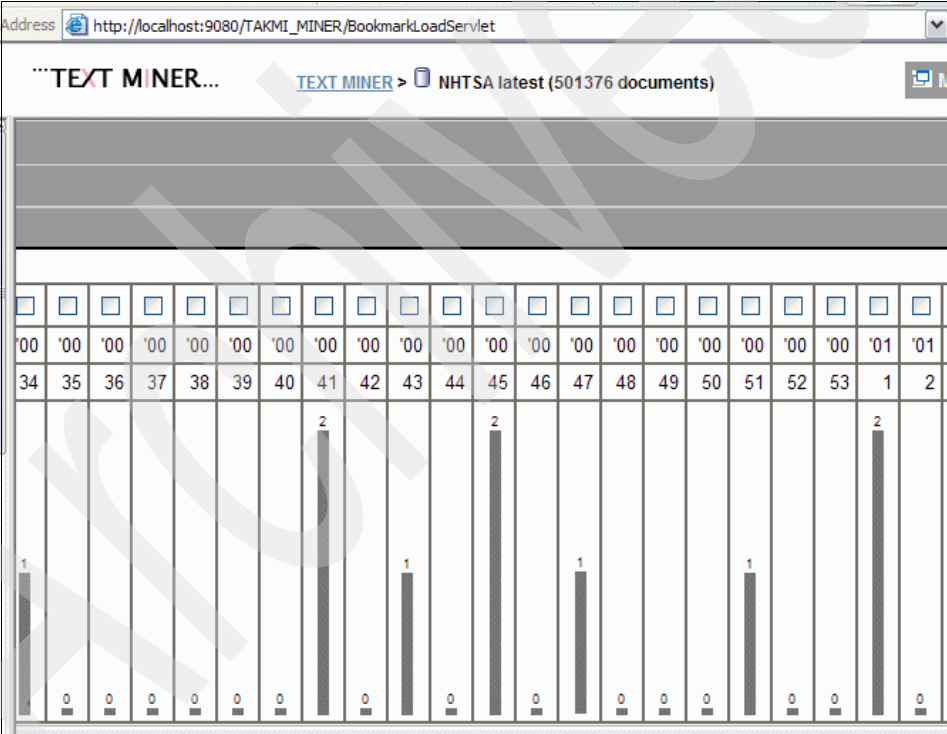 Address http://localhost:9080/TAKMI_MINER/BookmarkLoadServlet
...TEXT MINER... TEXT MINER > NHTSA latest (501376 documents) M
'00 '00 '00 '00 '00 '00 '00 '00 '00 '00 '00 '00 '00 '00 '00 '00 '00 '00 '00 '00 '01 '01
34 35 36 37 38 39 40 41 42 43 44 45 46 47 48 49 50 51 52 53 1 2
2 2 2
1 1 1 1
0 0 0 0 0 0 0 0 0 0 0 0 0 0 0
Archive